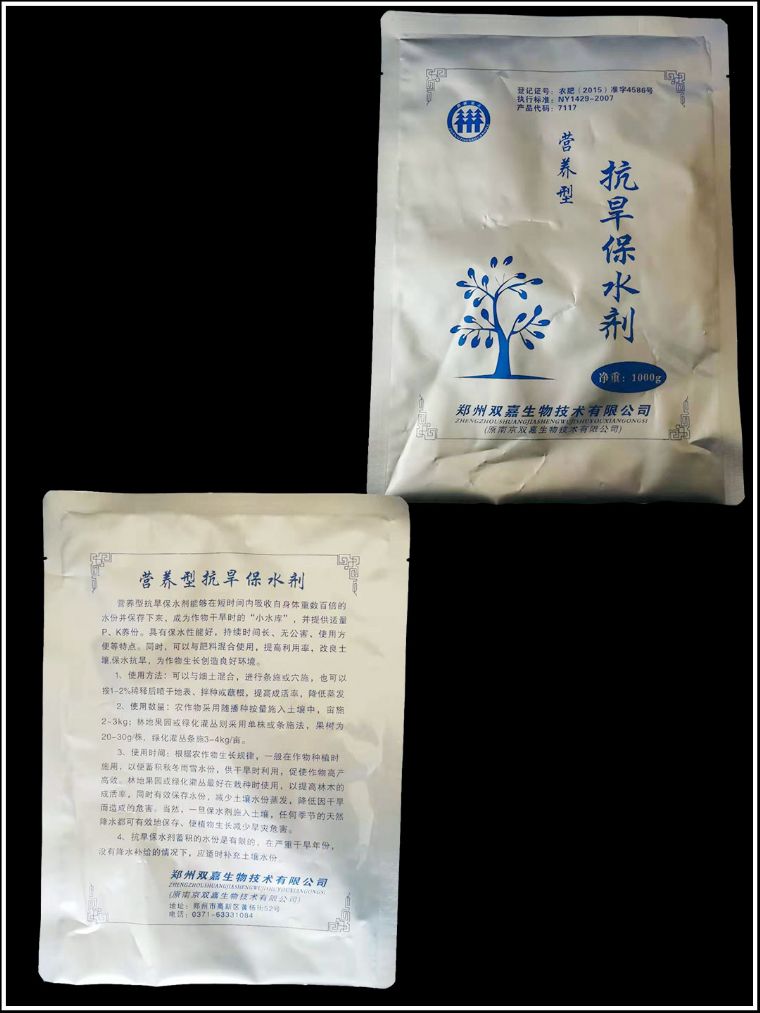 登记证号：农肥（2015）准字4586号
执行标准：NY1429-2007
产品代码：7117
营养型
抗旱保水剂
净重：1000g
郑州双嘉生物技术有限公司
ZHENGZHOUSHUANGJIASHENGWUJISHUYOUXIANGONGSI
(原南京双嘉生物技术有限公司)
营养型抗旱保水剂
营养型抗旱保水剂能够在短时间内吸收自身体重数百倍的
水份并保存下来，成为作物干旱时的“小水库”，并提供适量
P、K养份。具有保水性能好，持续时间长、无公害、使用方
便等特点。同时，可以与肥料混合使用，提高利用率，改良土
壤,保水抗旱，为作物生长创造良好环境。
1、使用方法：可以与细土混合，进行条施或穴施，也可以
按1-2%稀释后喷于地表、拌种或蘸根，提高成活率，降低蒸发
2、使用数量：农作物采用随播种按量施入土壤中，亩施
2-3kg；林地果园或绿化灌丛则采用单株或条施法，果树为
20-30g/株，绿化灌丛条施3-4kg/亩。
3、使用时间：根据农作物生长规律，一般在作物种植时
施用，以便蓄积秋冬雨雪水份，供干旱时利用，促使作物高产
高效。林地果园或绿化灌丛最好在栽种时使用，以提高林木的
成活率，同时有效保存水份，减少土壤水份蒸发，降低因干旱
而造成的危害。当然，一旦保水剂施入土壤，任何季节的天然
降水都可有效地保存、使植物生长减少旱灾危害。
4、抗旱保水剂蓄积的水份是有限的，在严重干旱年份，
没有降水补给的情况下，应适时补充土壤水份。
郑州双嘉生物技术有限公司
ZHENGZHOUSHUANGJIASHENGWUJISHUYOUXIANGONGSI
(原南京双嘉生物技术有限公司)
地址：郑州市高新区黄杨街52号
电话：0371-63331084